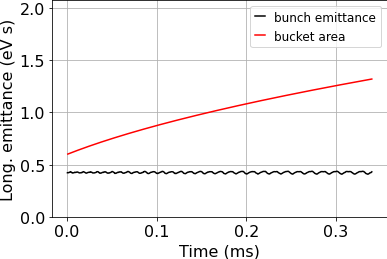 Long. emittance (eV s)
2.0
1.5
1.0
0.5
0.0
bunch emittance
bucket area
0.0 0.1 0.2 0.3
Time (ms)